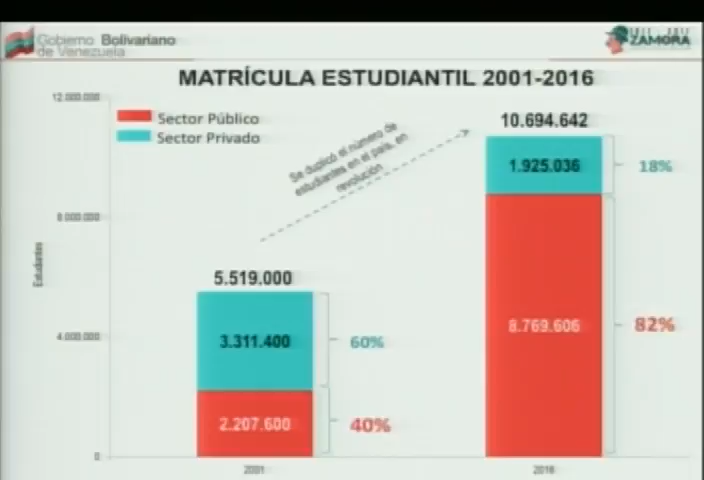 Gobierno Bolivariano
de Venezuela
ZAMORA
MATRÍCULA ESTUDIANTIL 2001-2016
12.000.000
Sector Público
Sector Privado
Se duplicó el número de
estudiantes en el país, en
revolución
10.694.642
1.925.036
18%
8.000.000
Estudiantes
5.519.000
8.769.606
82%
4.000.000
3.311.400
60%
2.207.600
40%
0
2001
2016